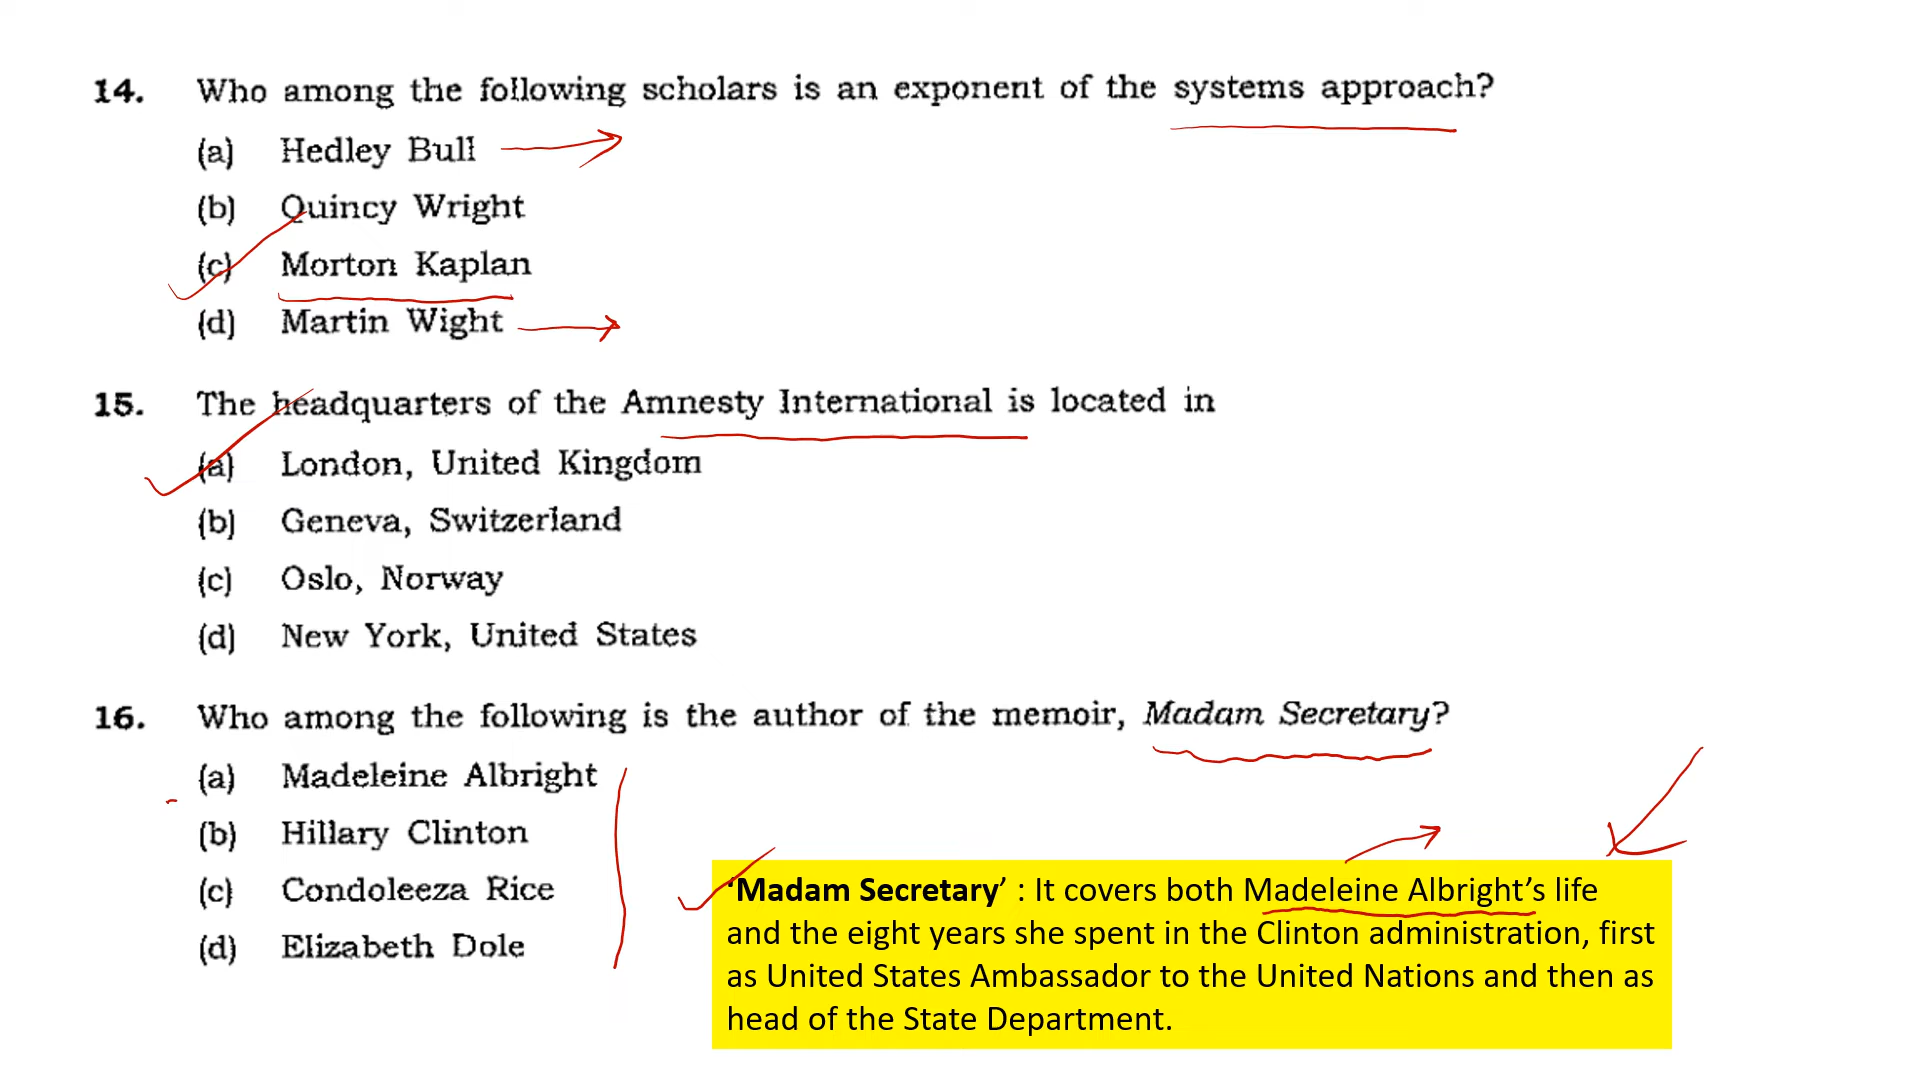 14. Who among the following scholars is an exponent of the systems approach?
(a) Hedley Bull
(b) Quincy Wright
(c) Morton Kaplan
(d) Martin Wight
15. The headquarters of the Amnesty International is located in
(a) London, United Kingdom
(b) Geneva, Switzerland
(c) Oslo, Norway
(d) New York, United States
16. Who among the following is the author of the memoir, Madam Secretary?
(a) Madeleine Albright
(b) Hillary Clinton
(c) Condoleeza Rice
(d) Elizabeth Dole
‘Madam Secretary’ : It covers both Madeleine Albright’s life
and the eight years she spent in the Clinton administration, first
as United States Ambassador to the United Nations and then as
head of the State Department.